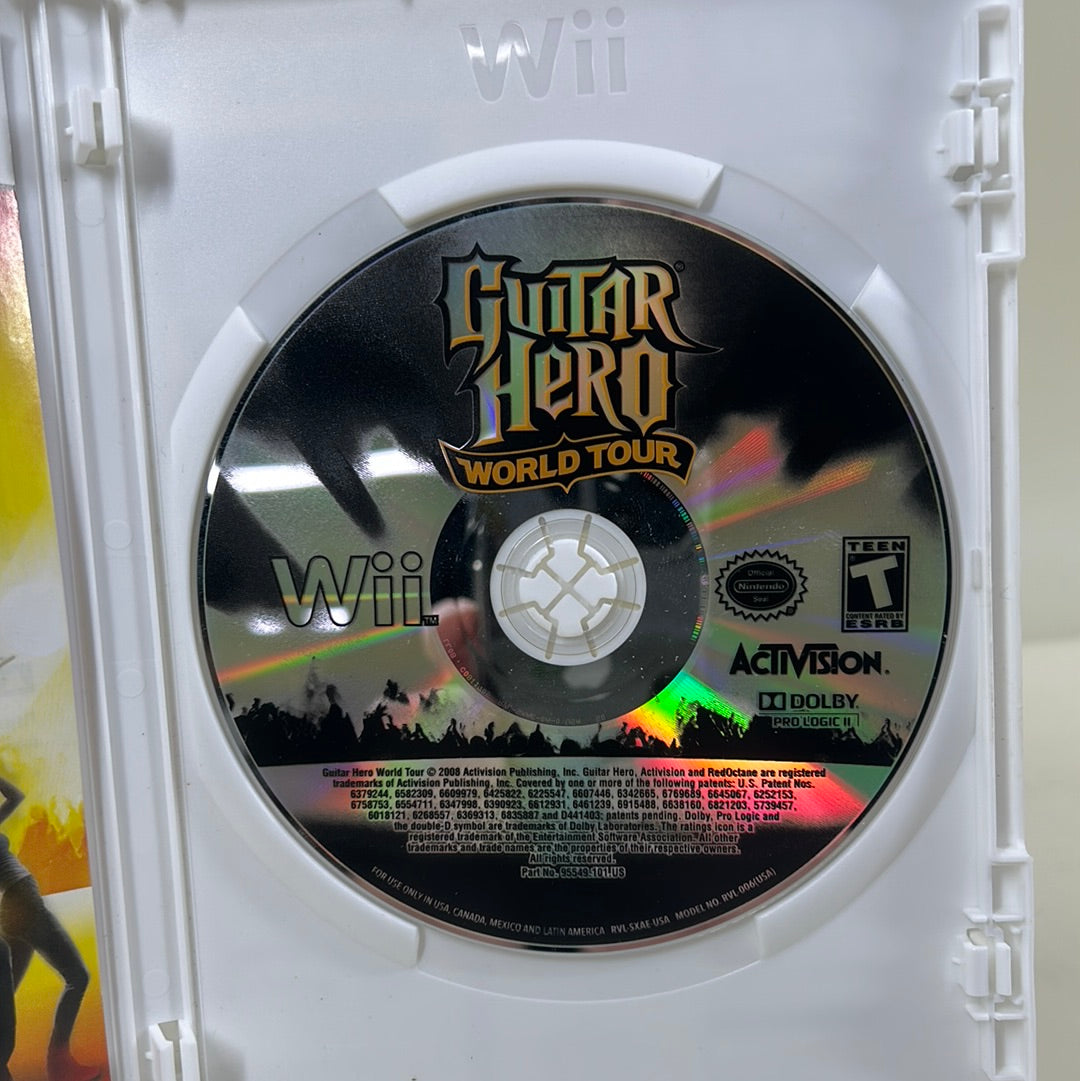 Wii
GUITAR
HERO®
WORLD TOUR
Wii™
Official
Nintendo
Seal
TEEN
T
CONTENT RATED BY
ESRB
ACTIVISION.
DOLBY
PRO LOGIC II
Guitar Hero World Tour © 2008 Activision Publishing, Inc. Guitar Hero, Activision and RedOctane are registered
trademarks of Activision Publishing, Inc. Covered by one or more of the following patents: U.S. Patent Nos.
6379244, 6582309, 6609979, 6425822, 6225547, 6607446, 6342665, 6769689, 6645067, 6252153,
6758753, 6554711, 6347998, 6390923, 6612931, 6461239, 6915488, 6638160, 6821203, 5739457,
6018121, 6268557, 6369313, 6835887 and D441403; patents pending. Dolby, Pro Logic and
the double-D symbol are trademarks of Dolby Laboratories. The ratings icon is a
registered trademark of the Entertainment Software Association. All other
trademarks and trade names are the properties of their respective owners.
All rights reserved.
Part No. 95549.101.US
FOR USE ONLY IN USA, CANADA, MEXICO AND LATIN AMERICA RVL-SXAE-USA MODEL NO. RVL-006(USA)